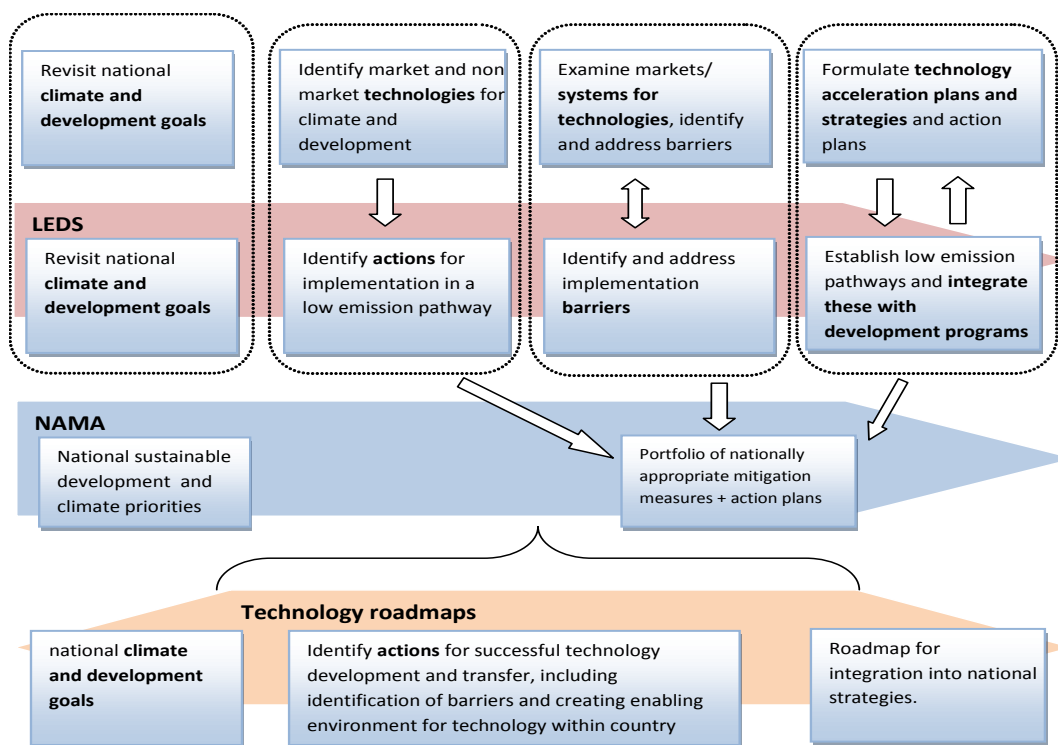 Revisit national
climate and
development goals
Identify market and non
market technologies for
climate and
development
Examine markets/
systems for
technologies, identify
and address barriers
Formulate technology
acceleration plans and
strategies and action
plans
LEDS
Revisit national
climate and
development goals
Identify actions for
implementation in a
low emission pathway
Identify and address
implementation
barriers
Establish low emission
pathways and integrate
these with
development programs
NAMA
National sustainable
development and
climate priorities
Portfolio of nationally
appropriate mitigation
measures + action plans
Technology roadmaps
national climate
and development
goals
Identify actions for successful technology
development and transfer, including
identification of barriers and creating enabling
environment for technology within country
Roadmap for
integration into national
strategies.